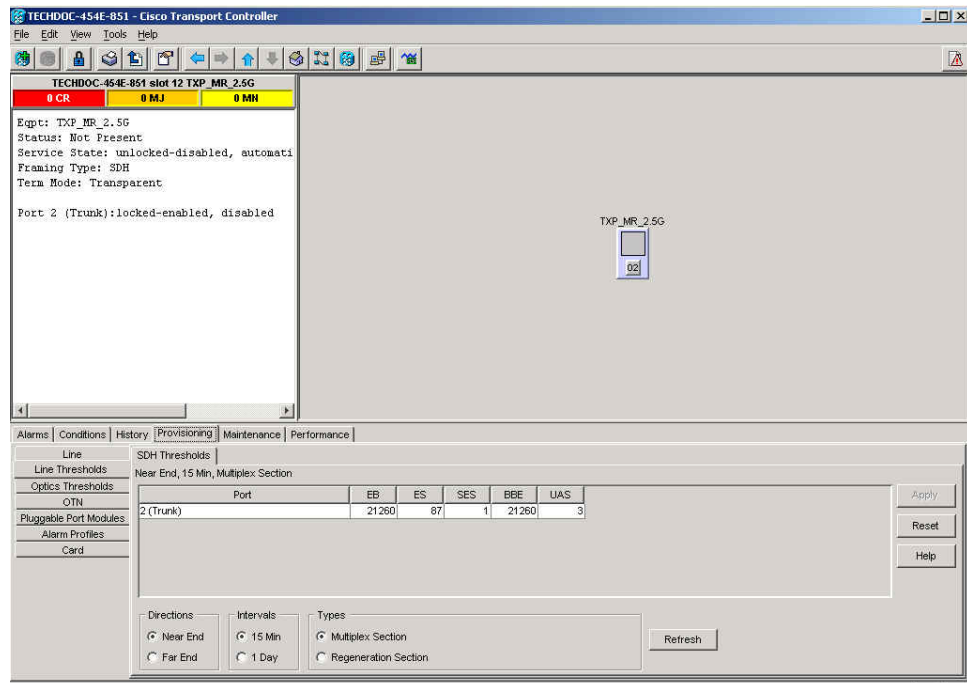 TECHDOC-454E-851 - Cisco Transport Controller
File Edit View Tools Help
TECHDOC-454E-851 slot 12 TXP_MR_2.5G
0 CR 0 MJ 0 MN
Eqpt: TXP_MR_2.5G
Status: Not Present
Service State: unlocked-disabled, automati
Framing Type: SDH
Term Mode: Transparent
Port 2 (Trunk):locked-enabled, disabled
TXP_MR_2.5G
02
Alarms Conditions History Provisioning Maintenance Performance
Line
Line Thresholds
Optics Thresholds
OTN
Pluggable Port Modules
Alarm Profiles
Card
SDH Thresholds
Near End, 15 Min, Multiplex Section
Port EB ES SES BBE UAS
2 (Trunk) 21260 87 1 21260 3
Apply
Reset
Help
Directions Intervals Types
Near End 15 Min Multiplex Section
Far End 1 Day Regeneration Section
Refresh